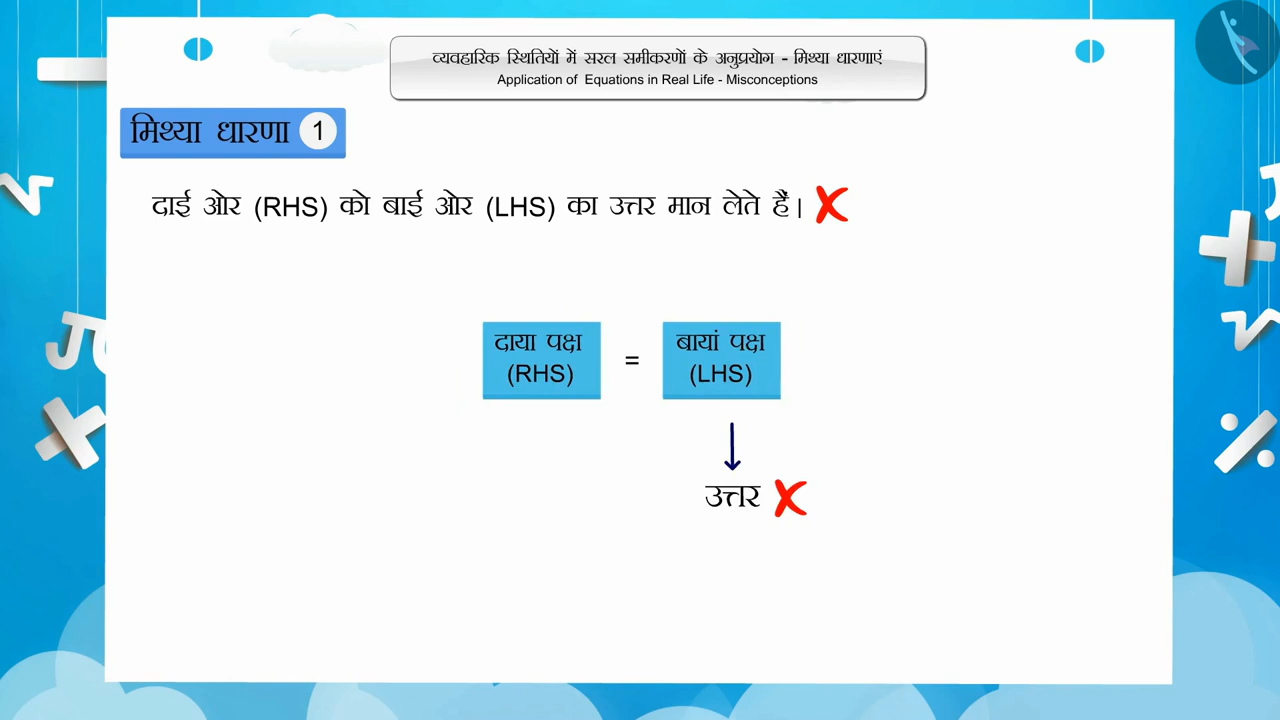 व्यवहारिक स्थितियों में सरल समीकरणों के अनुप्रयोग - मिथ्या धारणाएं
Application of Equations in Real Life - Misconceptions
मिथ्या धारणा 1
दाई ओर (RHS) को बाई ओर (LHS) का उत्तर मान लेते हैं।
दाया पक्ष
(RHS)
=
बायां पक्ष
(LHS)
उत्तर